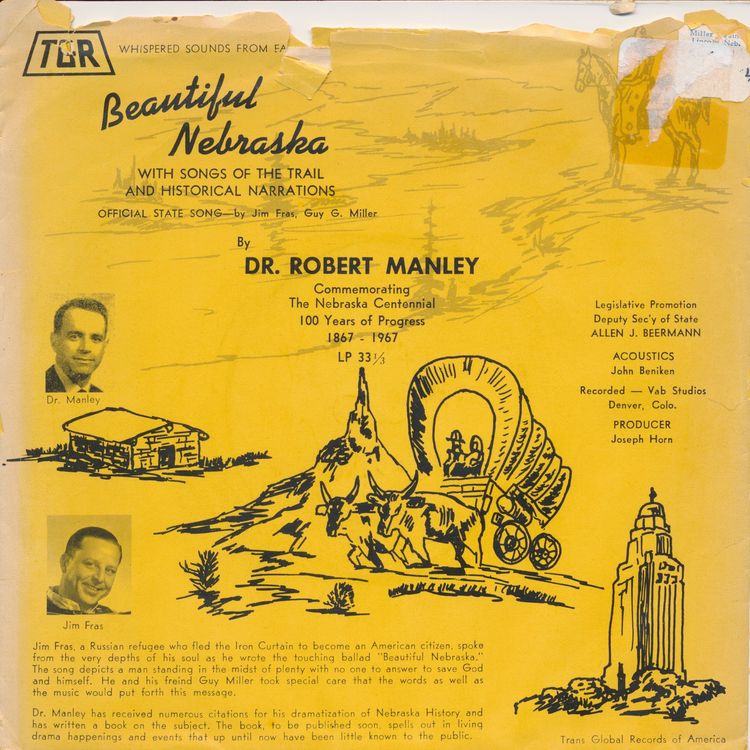 TGR
WHISPERED SOUNDS FROM EA
Miller
Lincoln, Neb.
Beautiful
Nebraska
WITH SONGS OF THE TRAIL
AND HISTORICAL NARRATIONS
OFFICIAL STATE SONG—by Jim Fras, Guy G. Miller
By
DR. ROBERT MANLEY
Commemorating
The Nebraska Centennial
100 Years of Progress
1867 - 1967
LP 33 1/3
Legislative Promotion
Deputy Sec'y of State
ALLEN J. BEERMANN
ACOUSTICS
John Beniken
Recorded — Vab Studios
Denver, Colo.
PRODUCER
Joseph Horn
Dr. Manley
Jim Fras
Jim Fras, a Russian refugee who fled the Iron Curtain to become an American citizen, spoke
from the very depths of his soul as he wrote the touching ballad "Beautiful Nebraska."
The song depicts a man standing in the midst of plenty with no one to answer to save God
and himself. He and his freind Guy Miller took special care that the words as well as
the music would put forth this message.
Dr. Manley has received numerous citations for his dramatization of Nebraska History and
has written a book on the subject. The book, to be published soon, spells out in living
drama happenings and events that up until now have been little known to the public.
Trans Global Records of America